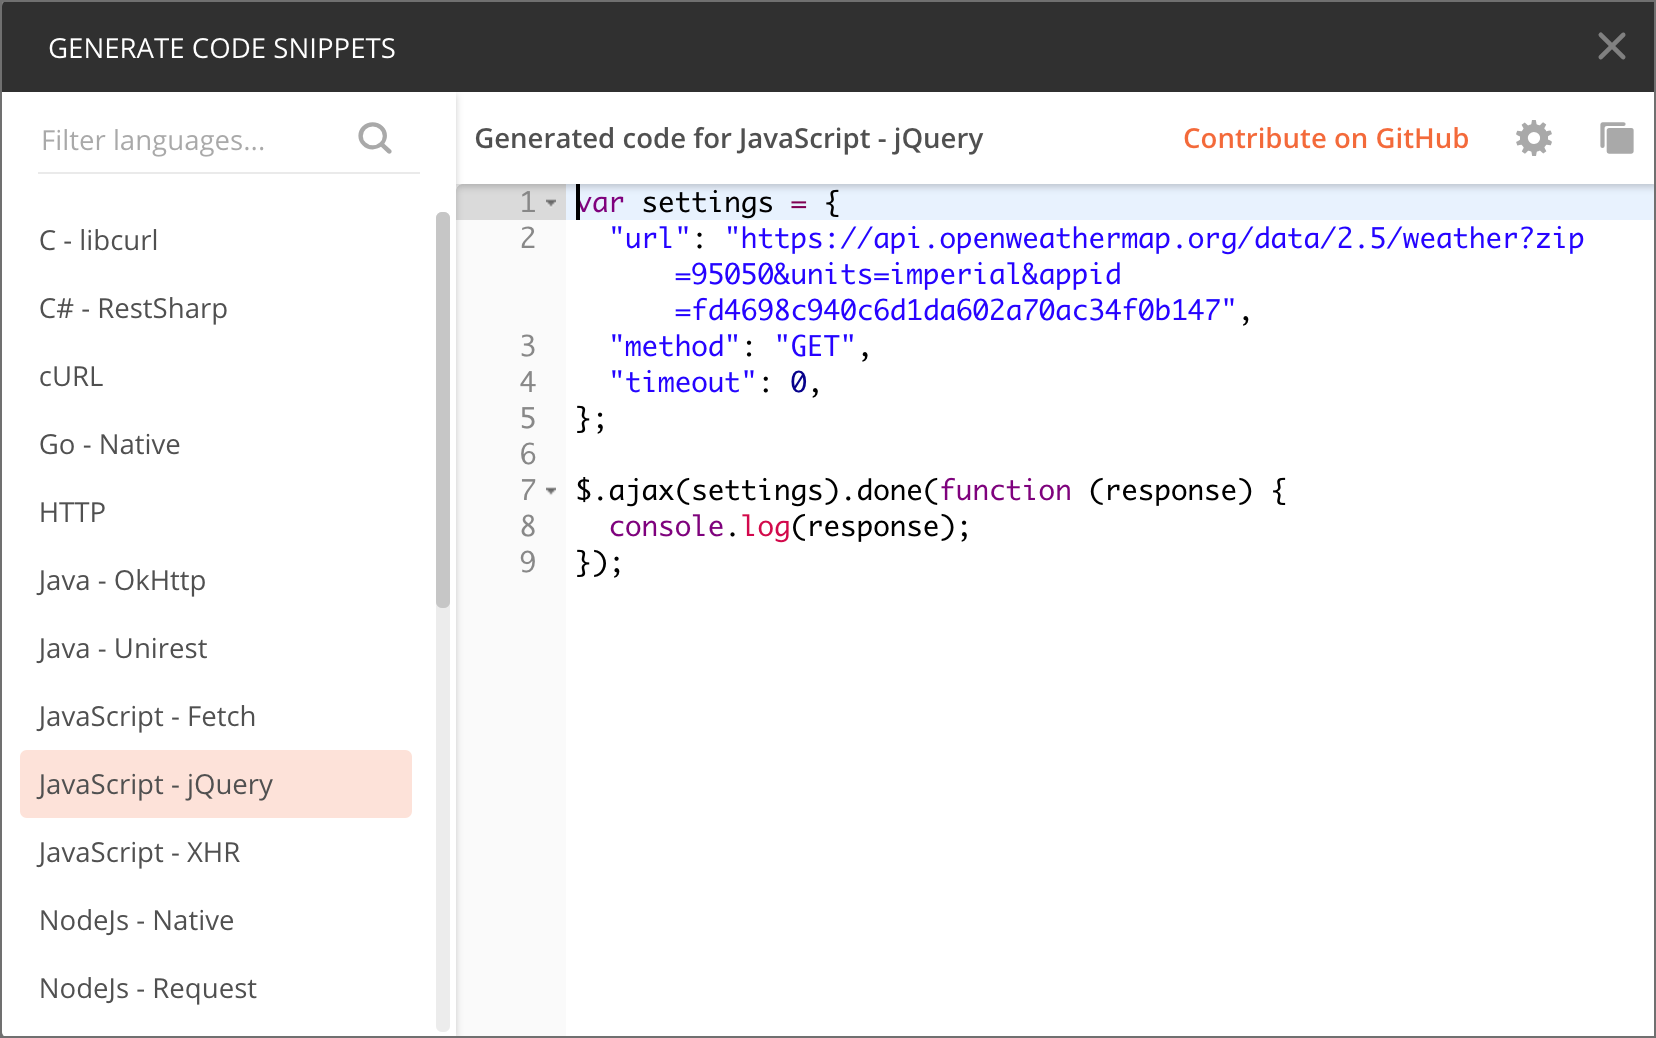 GENERATE CODE SNIPPETS
Filter languages...
C - libcurl
C# - RestSharp
cURL
Go - Native
HTTP
Java - OkHttp
Java - Unirest
JavaScript - Fetch
JavaScript - jQuery
JavaScript - XHR
NodeJs - Native
NodeJs - Request
Generated code for JavaScript - jQuery
Contribute on GitHub
1 var settings = {
2 "url": "https://api.openweathermap.org/data/2.5/weather?zip
=95050&units=imperial&appid
=fd4698c940c6d1da602a70ac34f0b147",
3 "method": "GET",
4 "timeout": 0,
5 };
6
7 $.ajax(settings).done(function (response) {
8 console.log(response);
9 });